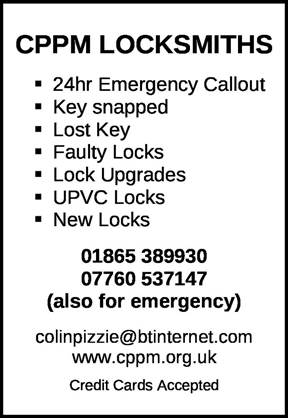 CPPM LOCKSMITHS
▪ 24hr Emergency Callout
▪ Key snapped
▪ Lost Key
▪ Faulty Locks
▪ Lock Upgrades
▪ UPVC Locks
▪ New Locks
01865 389930
07760 537147
(also for emergency)
colinpizzie@btinternet.com
www.cppm.org.uk
Credit Cards Accepted